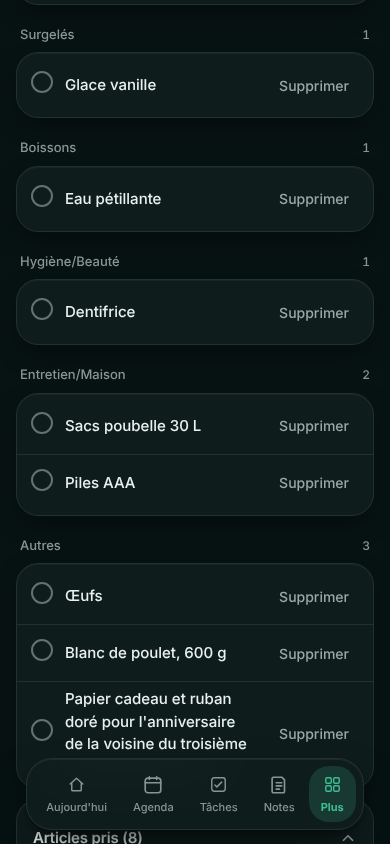 Surgelés 1
Glace vanille Supprimer
Boissons 1
Eau pétillante Supprimer
Hygiène/Beauté 1
Dentifrice Supprimer
Entretien/Maison 2
Sacs poubelle 30 L Supprimer
Piles AAA Supprimer
Autres 3
Œufs Supprimer
Blanc de poulet, 600 g Supprimer
Papier cadeau et ruban
doré pour l'anniversaire
de la voisine du troisième Supprimer
Aujourd'hui Agenda Tâches Notes Plus
Articles pris (8)